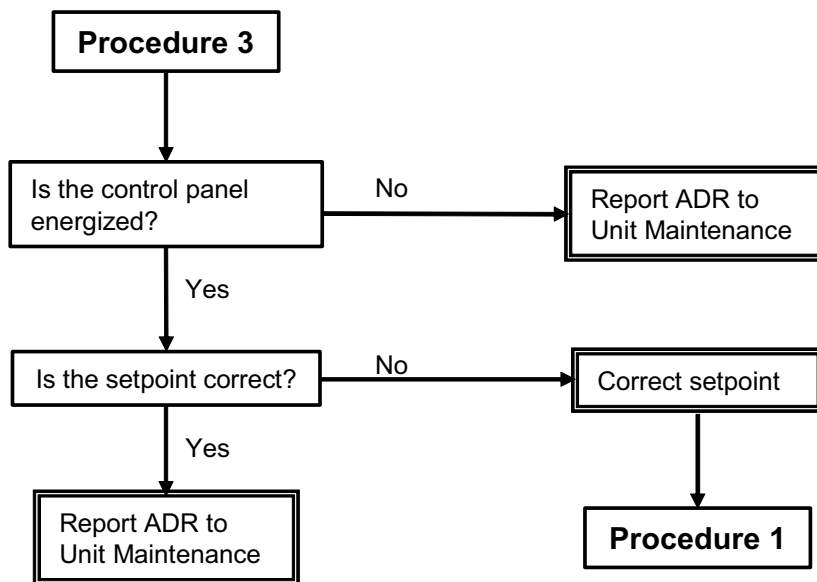 Procedure 3
Is the control panel
energized?
No
Report ADR to
Unit Maintenance
Yes
Is the setpoint correct?
No
Correct setpoint
Yes
Report ADR to
Unit Maintenance
Procedure 1